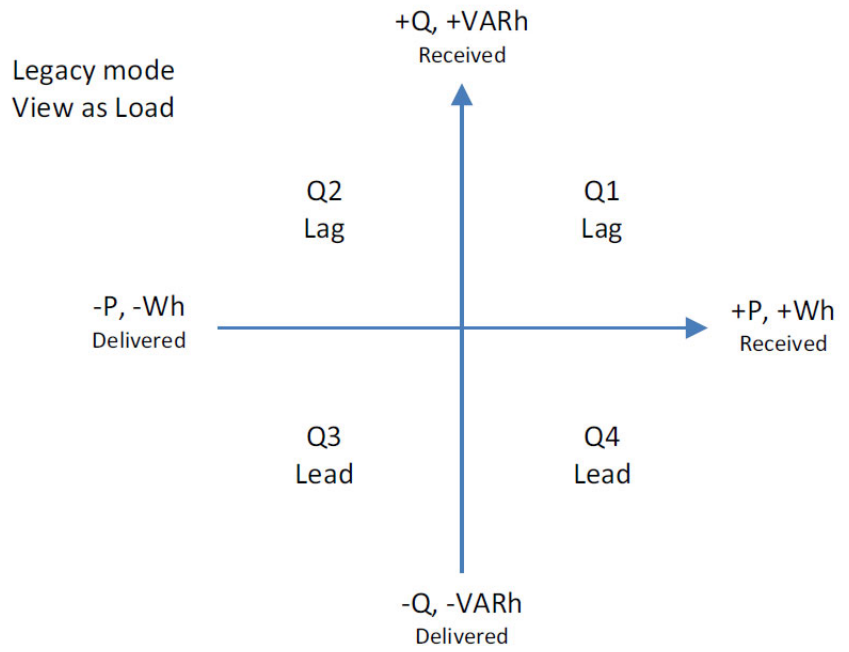 +Q, +VARh
Received
Legacy mode
View as Load
Q2
Lag
Q1
Lag
-P, -Wh
Delivered
+P, +Wh
Received
Q3
Lead
Q4
Lead
-Q, -VARh
Delivered